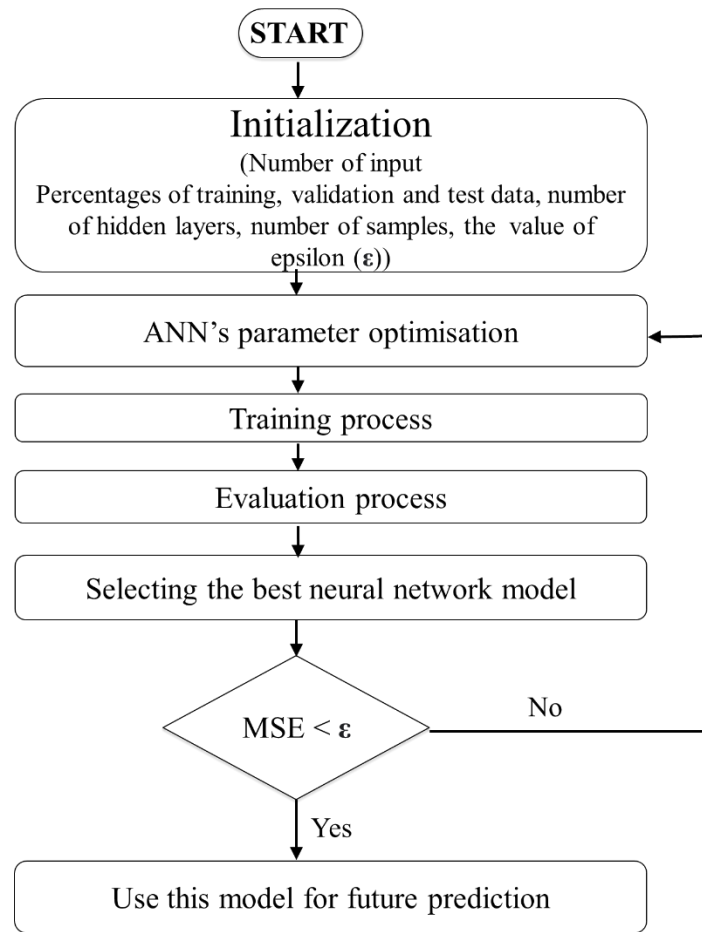 START
Initialization
(Number of input
Percentages of training, validation and test data, number
of hidden layers, number of samples, the value of
epsilon (ε))
ANN’s parameter optimisation
Training process
Evaluation process
Selecting the best neural network model
MSE < ε
No
Yes
Use this model for future prediction